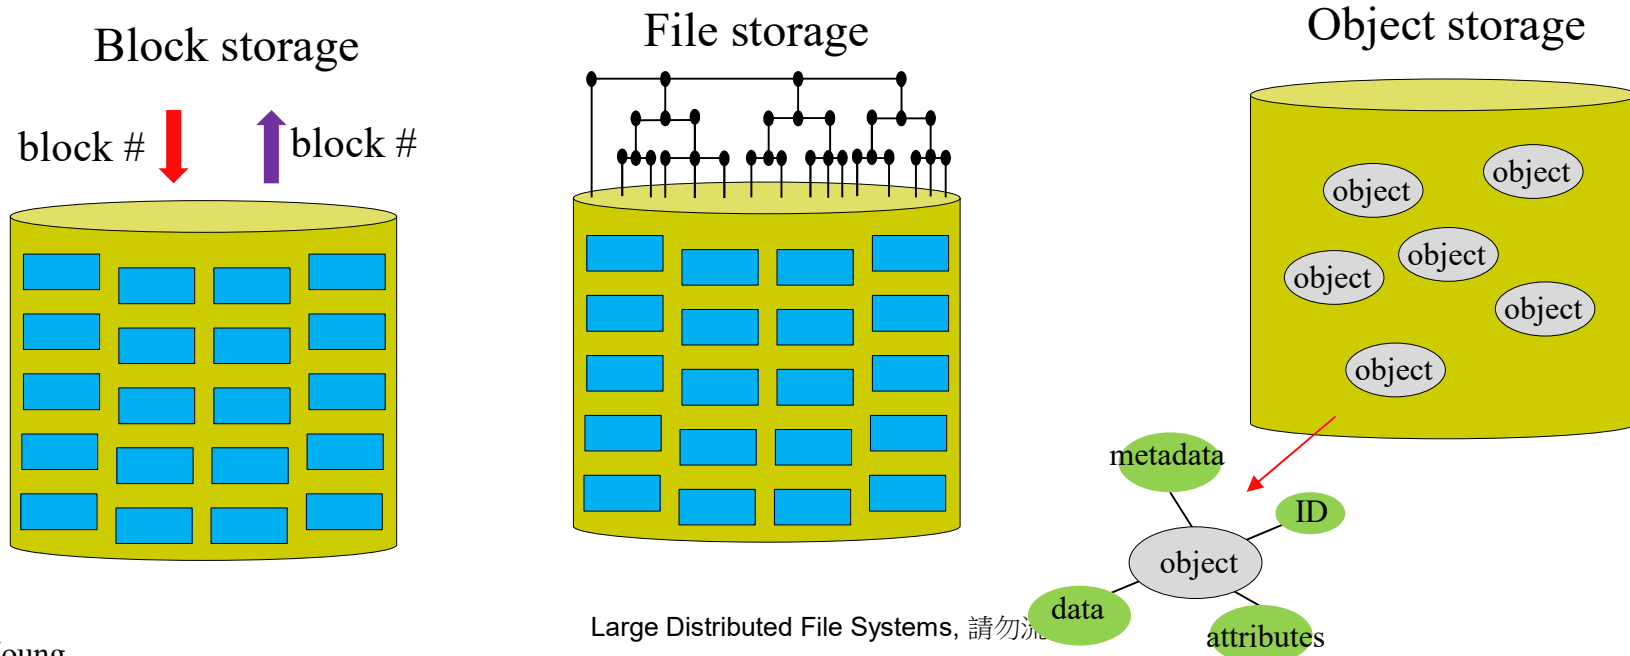 Block storage
File storage
Object storage
block #
block #
object
object
object
object
object
object
metadata
ID
object
data
attributes
Large Distributed File Systems, 請勿流